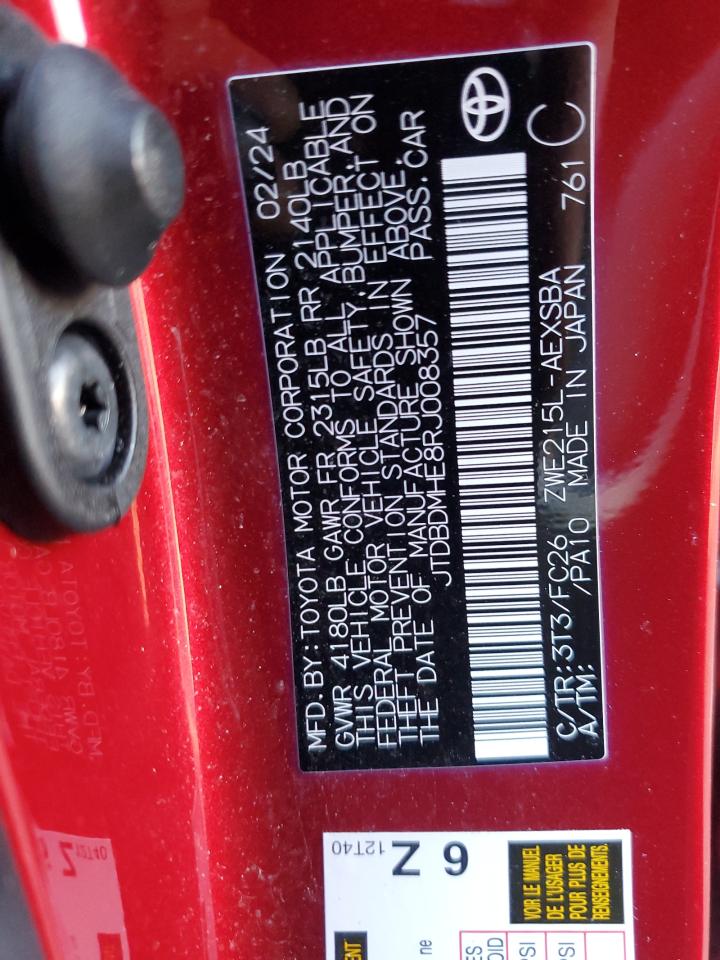 MFD.BY:TOYOTA MOTOR CORPORATION 02/24
GVWR 4180LB GAWR FR 2315LB RR 2140LB
THIS VEHICLE CONFORMS TO ALL APPLICABLE
FEDERAL MOTOR VEHICLE SAFETY, BUMPER, AND
THEFT PREVENTION STANDARDS IN EFFECT ON
THE DATE OF MANUFACTURE SHOWN ABOVE.
JTDBDMHE8RJ008357 PASS.CAR
C/TR:3T3/FC26 ZWE215L-AEXSBA 761 C
A/TM: /PA10 MADE IN JAPAN
12T40
Z 6
VOIR LE MANUEL
DE L'USAGER
POUR PLUS DE
RENSEIGNEMENTS.
ne
PSI
PSI